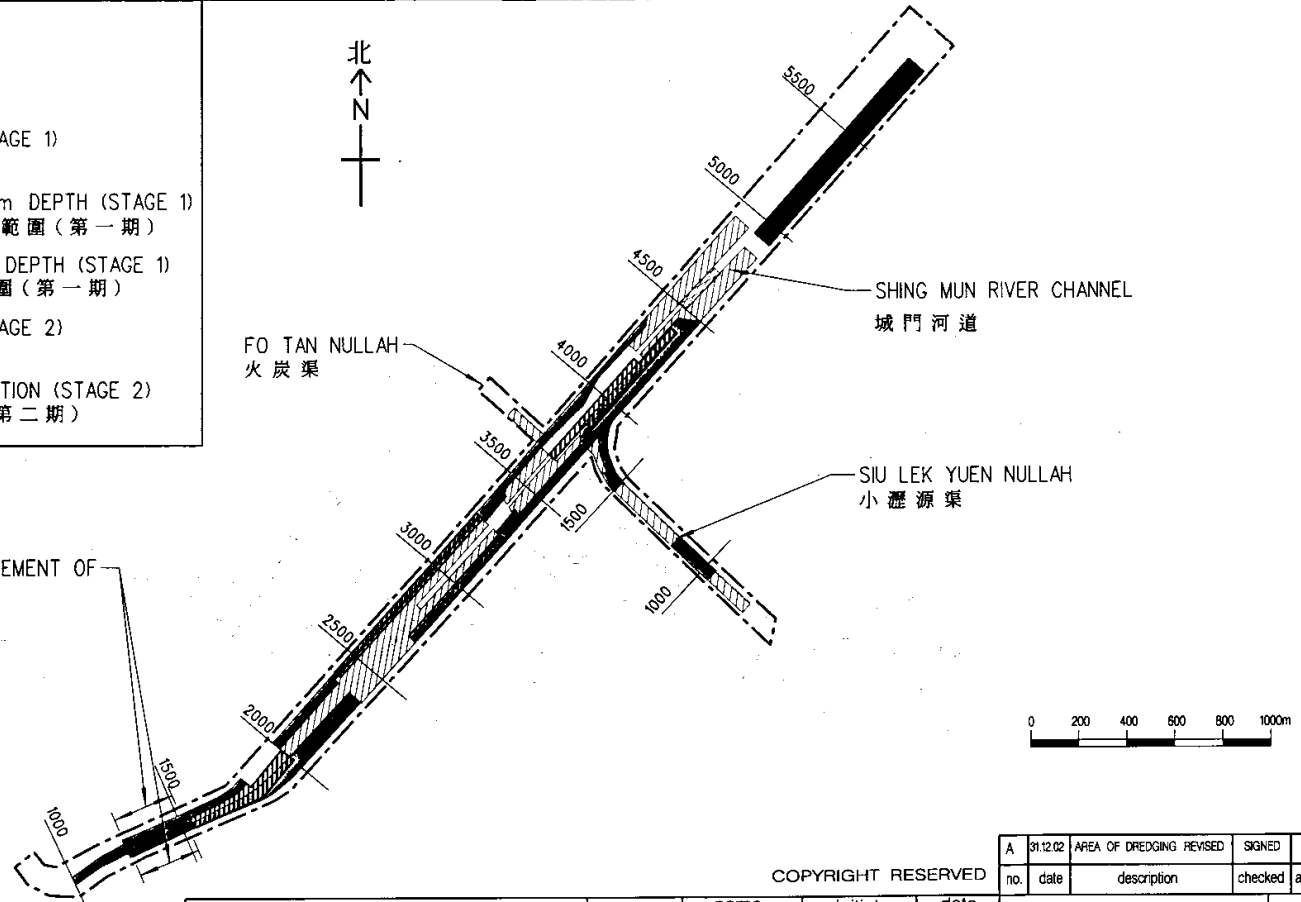 AGE 1)
m DEPTH (STAGE 1)
範圍(第一期)
DEPTH (STAGE 1)
圍(第一期)
AGE 2)
TION (STAGE 2)
第二期)
北
N
5500
5000
4500
SHING MUN RIVER CHANNEL
城門河道
FO TAN NULLAH
火炭渠
4000
3500
SIU LEK YUEN NULLAH
小瀝源渠
1500
3000
1000
EMENT OF
2500
2000
1500
1000
0 200 400 600 800 1000m
A 31.12.02 AREA OF DREDGING REVISED SIGNED
no. date description checked a
COPYRIGHT RESERVED